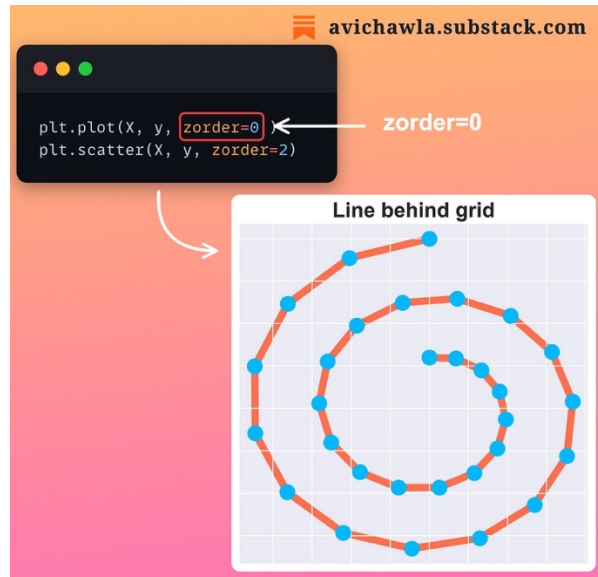 avichawla.substack.com
plt.plot(X, y, zorder=0 )
plt.scatter(X, y, zorder=2)
zorder=0
Line behind grid